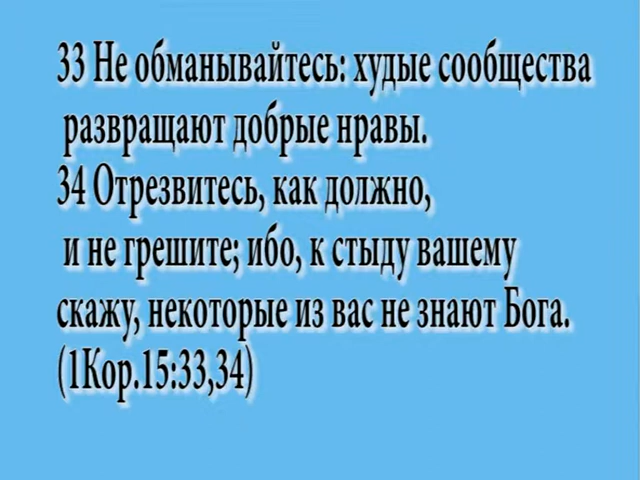 33 Не обманывайтесь: худые сообщества
развращают добрые нравы.
34 Отрезвитесь, как должно,
и не грешите; ибо, к стыду вашему
скажу, некоторые из вас не знают Бога.
(1Кор.15:33,34)